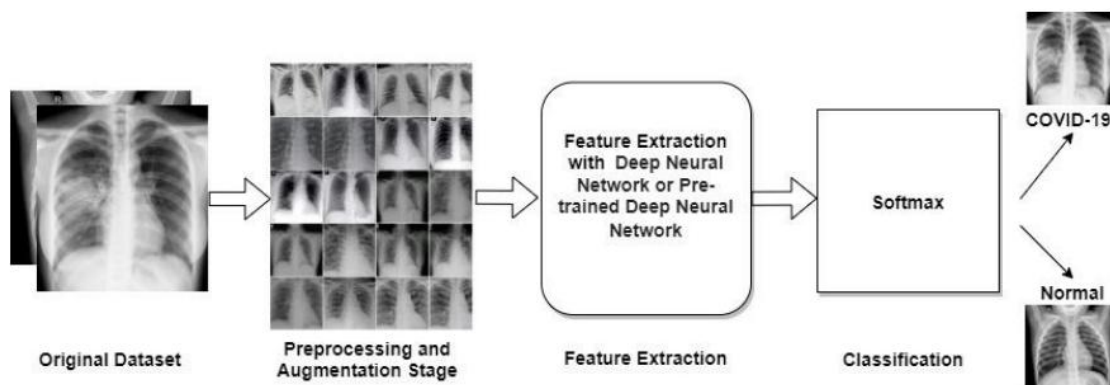 COVID-19
Feature Extraction
with Deep Neural
Network or Pre-
trained Deep Neural
Network
Softmax
Normal
Original Dataset
Preprocessing and
Augmentation Stage
Feature Extraction
Classification